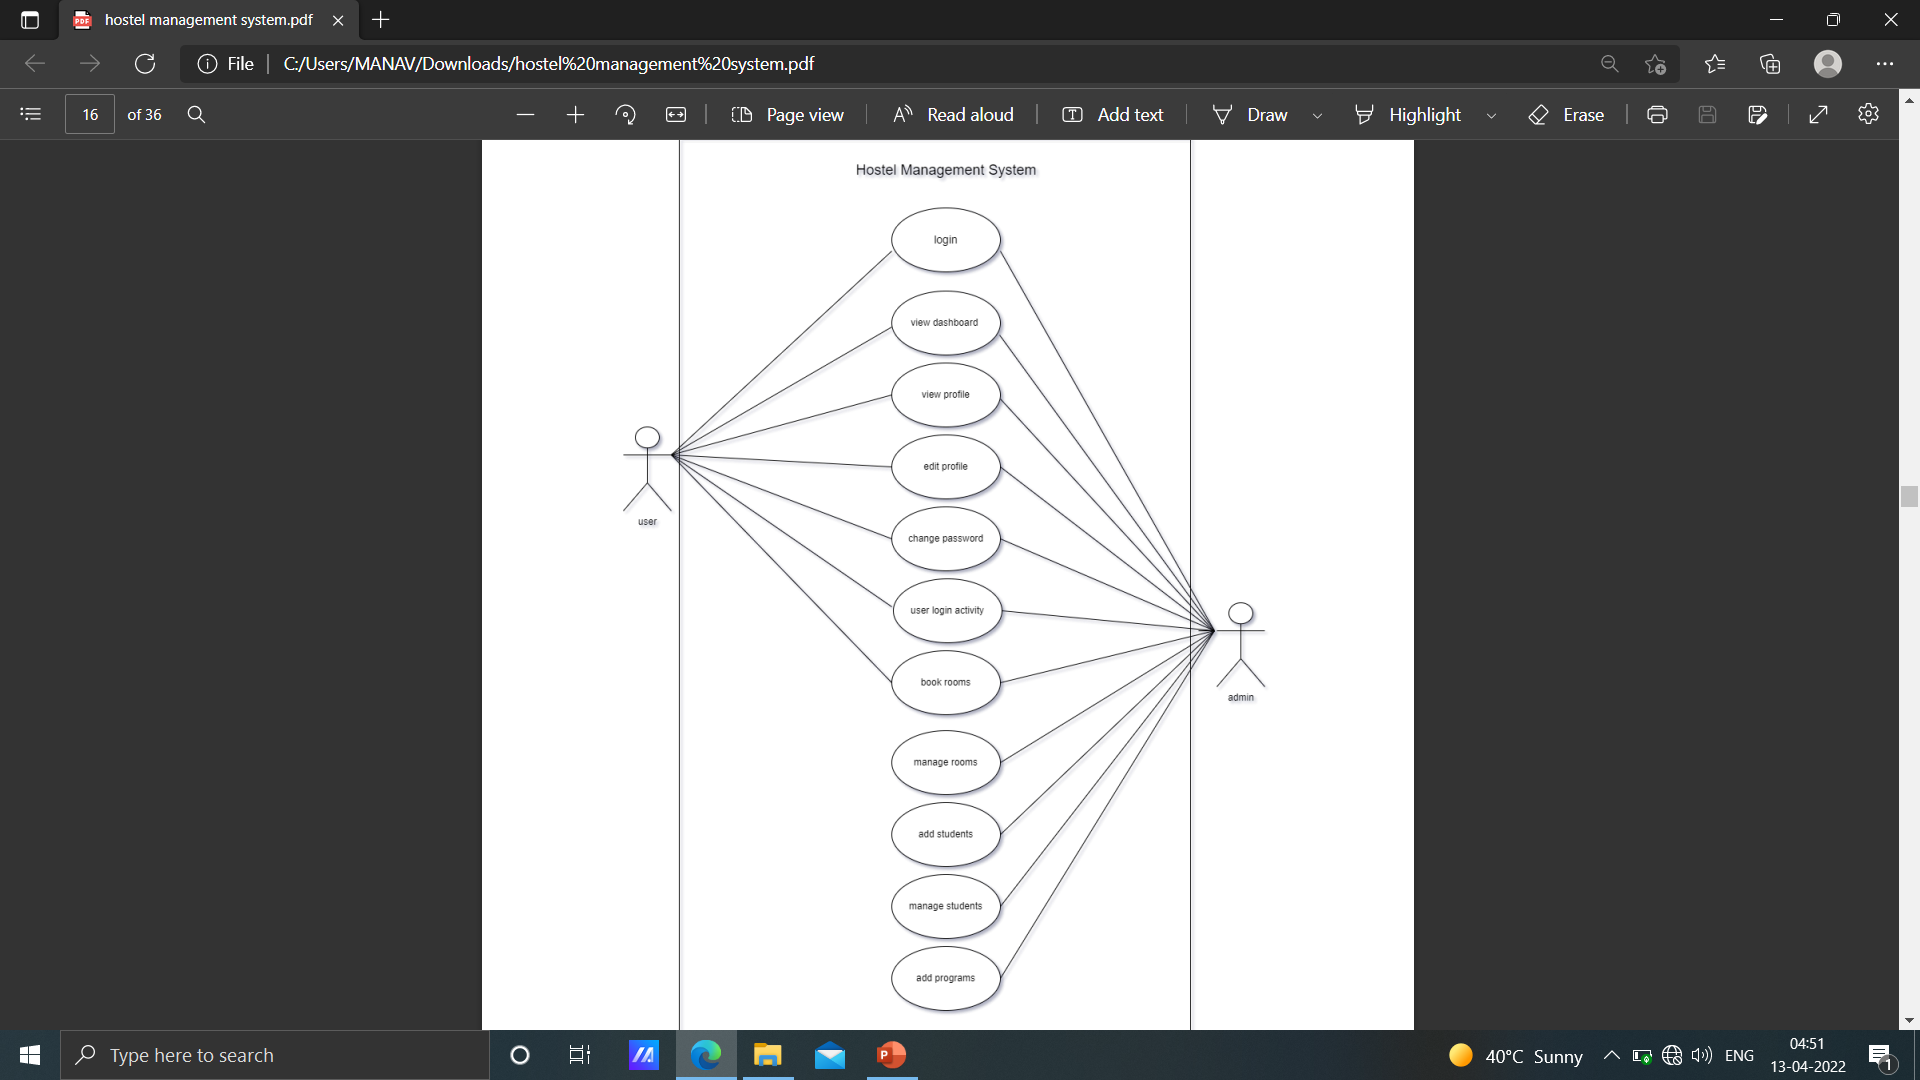 hostel management system.pdf
File
C:/Users/MANAV/Downloads/hostel%20management%20system.pdf
16 of 36
Page view
Read aloud
Add text
Draw
Highlight
Erase
Hostel Management System
login
view dashboard
view profile
edit profile
user
change password
user login activity
book rooms
admin
manage rooms
add students
manage students
add programs
Type here to search
40°C Sunny
ENG
04:51
13-04-2022
1